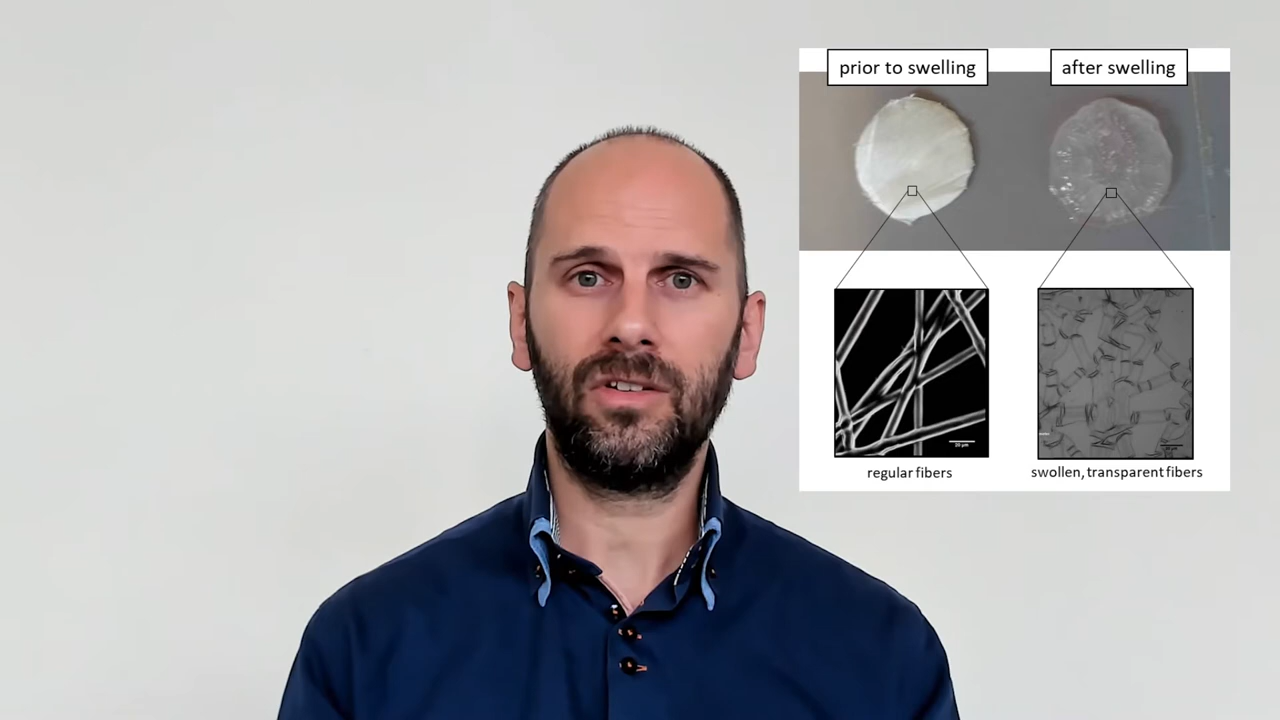 prior to swelling
after swelling
regular fibers
swollen, transparent fibers